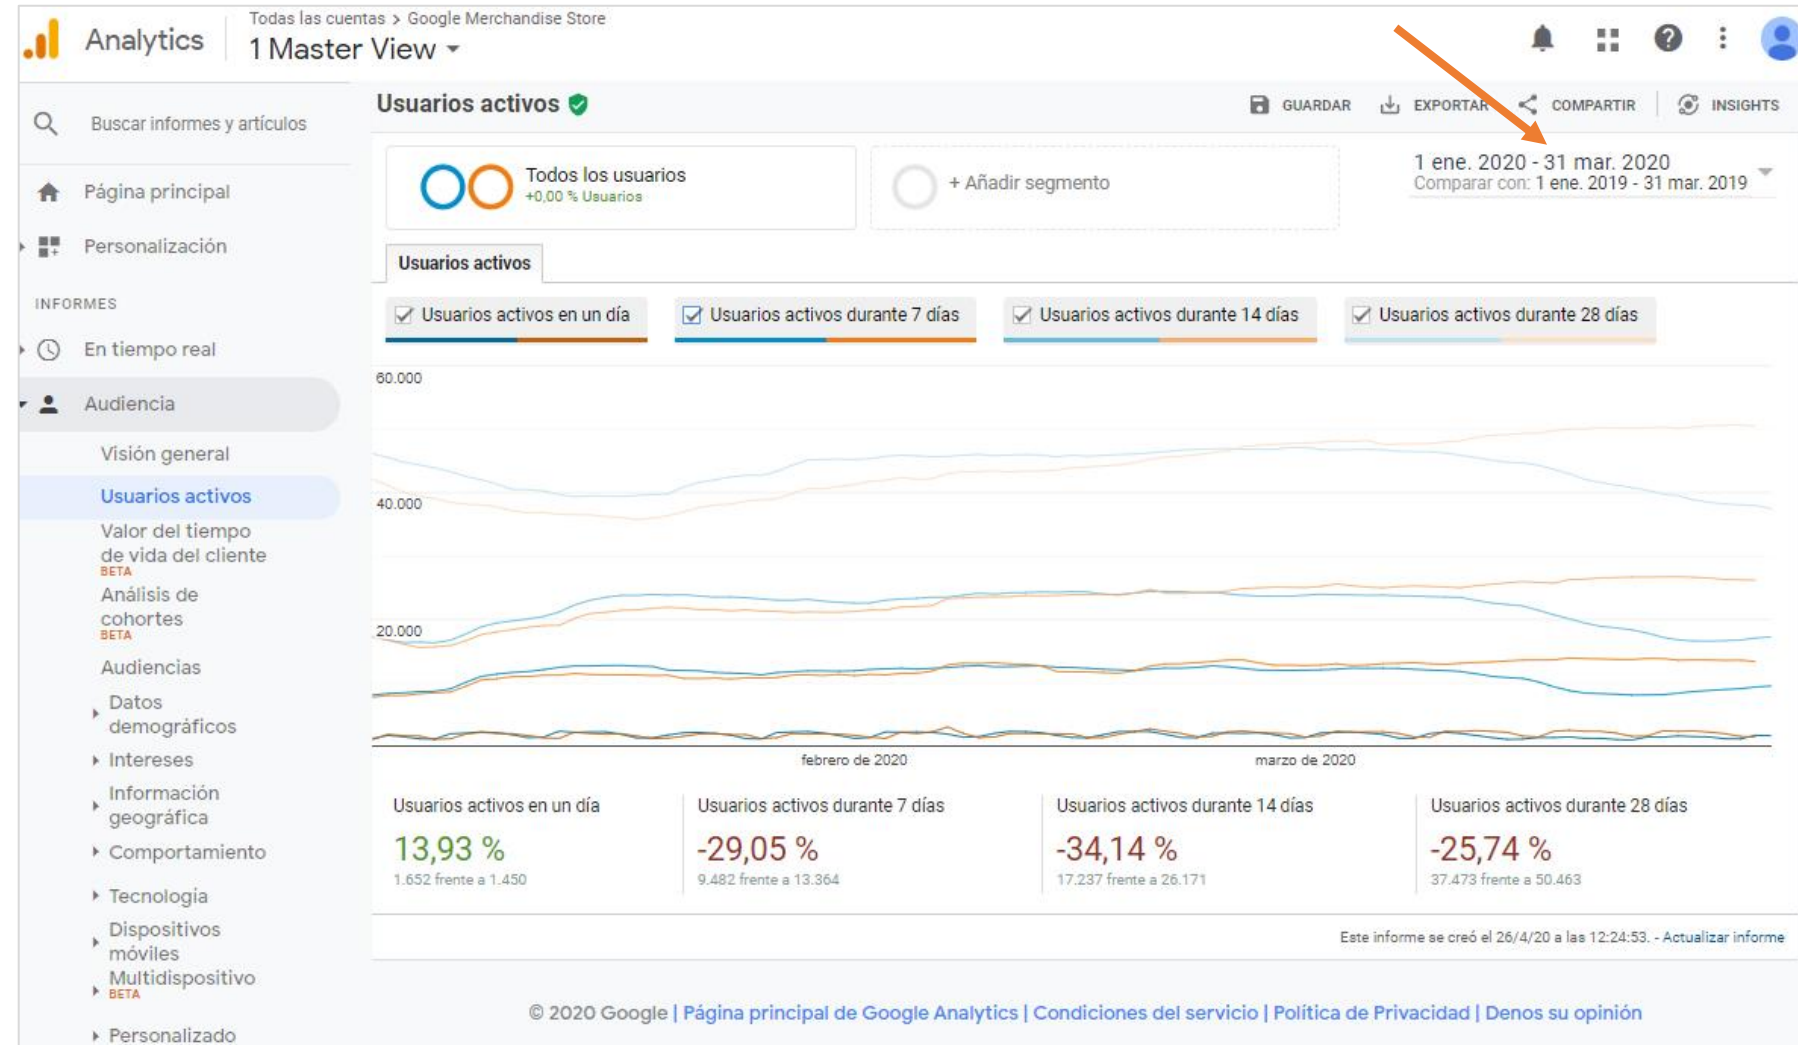 Todas las cuentas > Google Merchandise Store
Analytics
1 Master View
Buscar informes y artículos
Página principal
Personalización
INFORMES
En tiempo real
Audiencia
Visión general
Usuarios activos
Valor del tiempo
de vida del cliente
BETA
Análisis de
cohortes
BETA
Audiencias
Datos
demográficos
Intereses
Información
geográfica
Comportamiento
Tecnología
Dispositivos
móviles
Multidispositivo
BETA
Personalizado
Usuarios activos
GUARDAR EXPORTAR COMPARTIR INSIGHTS
Todos los usuarios
+0,00 % Usuarios
+ Añadir segmento
1 ene. 2020 - 31 mar. 2020
Comparar con: 1 ene. 2019 - 31 mar. 2019
Usuarios activos
Usuarios activos en un día Usuarios activos durante 7 días Usuarios activos durante 14 días Usuarios activos durante 28 días
60.000
40.000
20.000
febrero de 2020 marzo de 2020
Usuarios activos en un día Usuarios activos durante 7 días Usuarios activos durante 14 días Usuarios activos durante 28 días
13,93 % -29,05 % -34,14 % -25,74 %
1.652 frente a 1.450 9.482 frente a 13.364 17.237 frente a 26.171 37.473 frente a 50.463
Este informe se creó el 26/4/20 a las 12:24:53. - Actualizar informe
© 2020 Google | Página principal de Google Analytics | Condiciones del servicio | Política de Privacidad | Denos su opinión